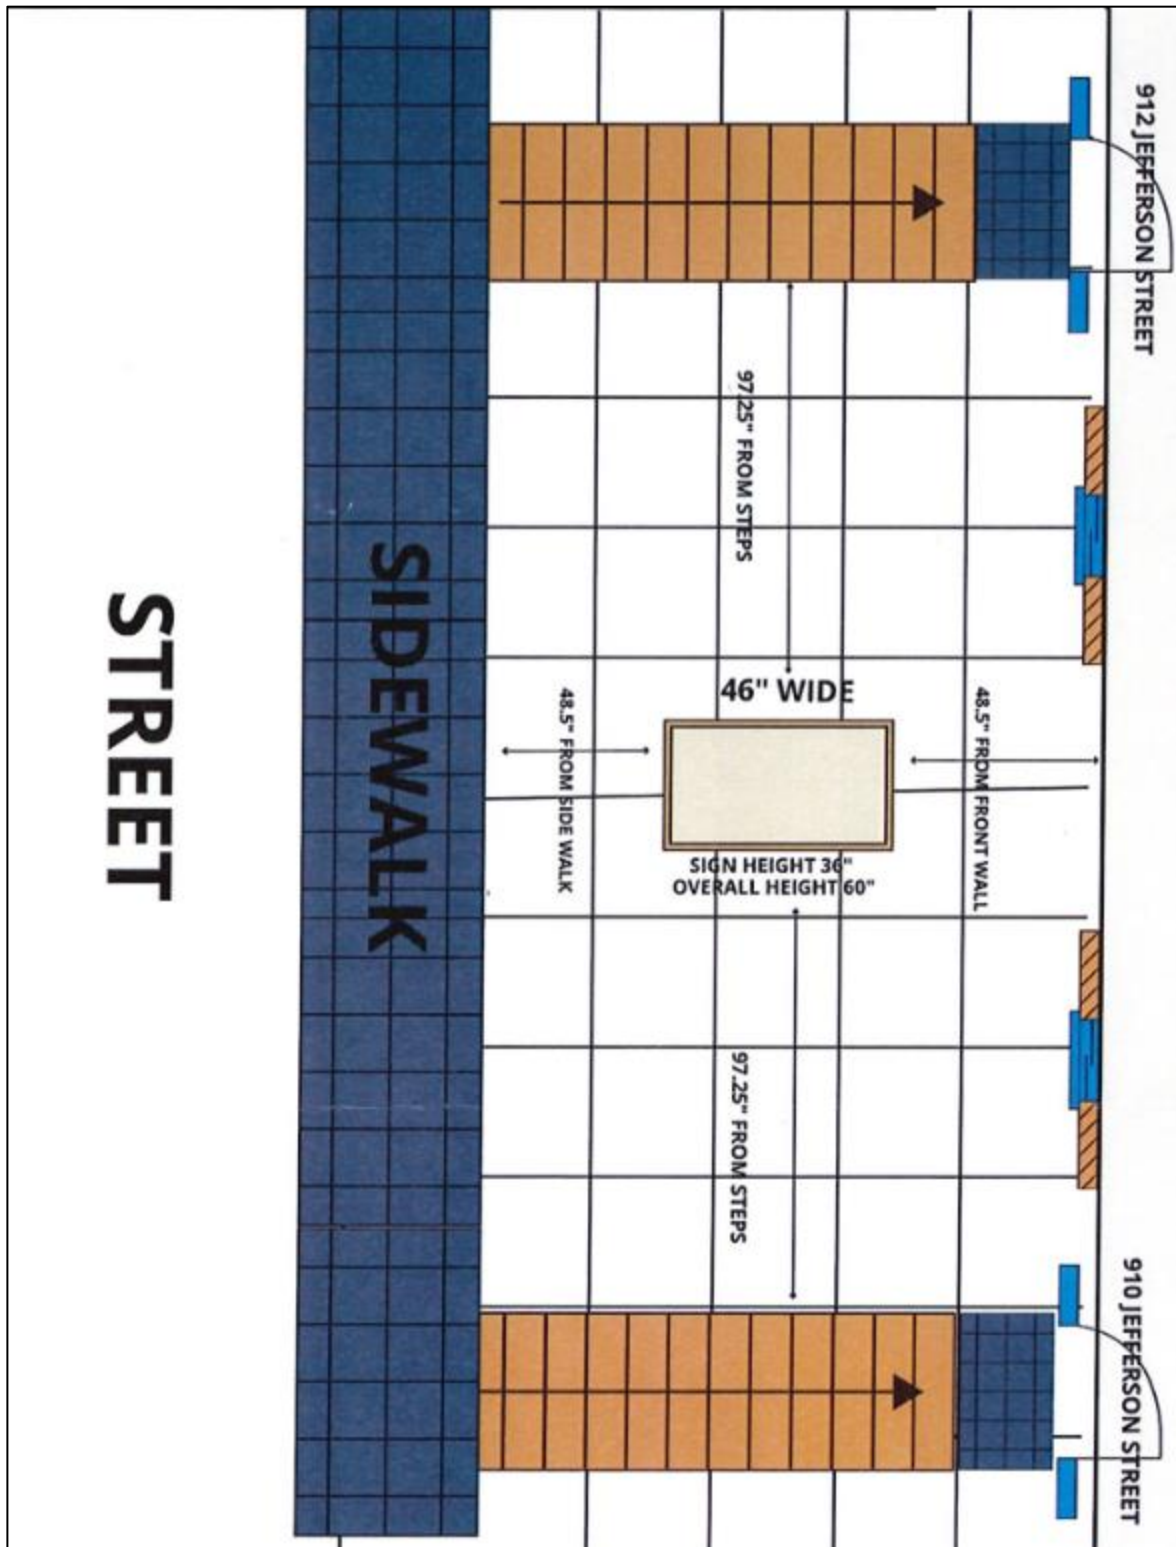 912 JEFFERSON STREET
97.25" FROM STEPS
46" WIDE
48.5" FROM SIDE WALK
48.5" FROM FRONT WALL
SIGN HEIGHT 36"
OVERALL HEIGHT 60"
SIDEWALK
STREET
97.25" FROM STEPS
910 JEFFERSON STREET